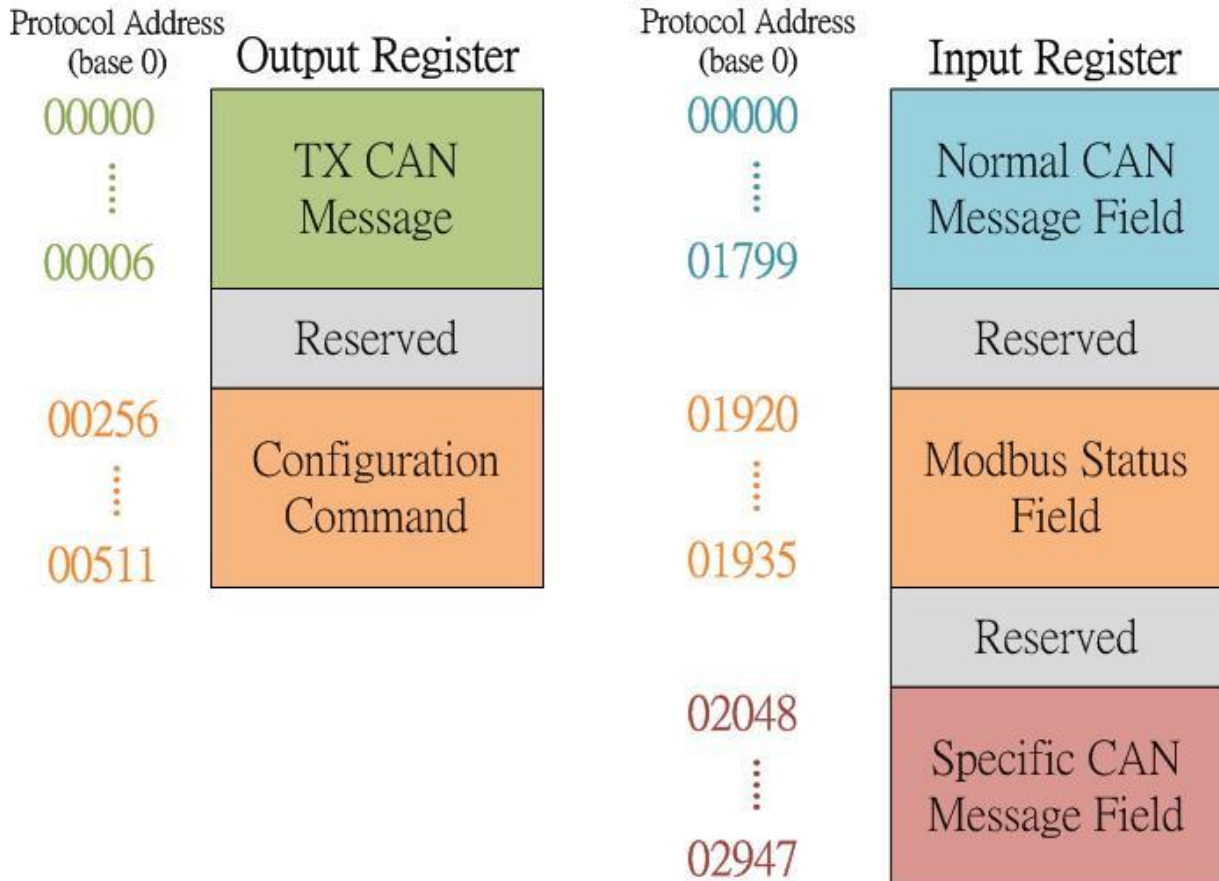 Protocol Address
(base 0)
Output Register
00000
00006
TX CAN
Message
Reserved
00256
00511
Configuration
Command
Protocol Address
(base 0)
Input Register
00000
01799
Normal CAN
Message Field
Reserved
01920
01935
Modbus Status
Field
Reserved
02048
02947
Specific CAN
Message Field